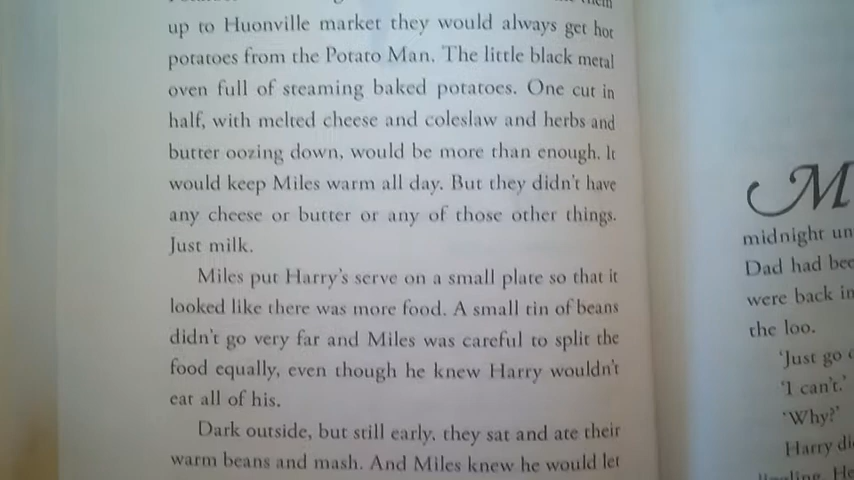 up to Huonville market they would always get hot
potatoes from the Potato Man. The little black metal
oven full of steaming baked potatoes. One cut in
half, with melted cheese and coleslaw and herbs and
butter oozing down, would be more than enough. It
would keep Miles warm all day. But they didn't have
any cheese or butter or any of those other things.
Just milk.
Miles put Harry's serve on a small plate so that it
looked like there was more food. A small tin of beans
didn't go very far and Miles was careful to split the
food equally, even though he knew Harry wouldn't
eat all of his.
Dark outside, but still early, they sat and ate their
warm beans and mash. And Miles knew he would let
M
midnight
Dad had
were back
the loo.
'Just go
'I can't.'
'Why?'
Harry